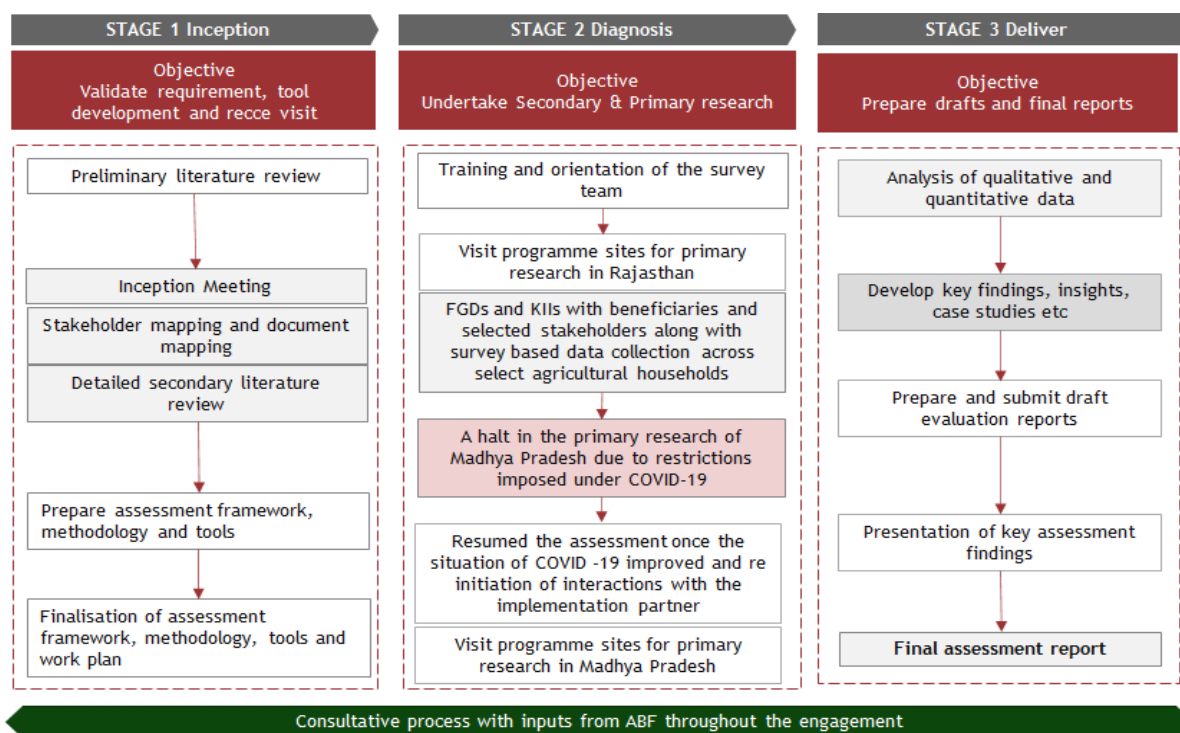 STAGE 1 Inception
Objective
Validate requirement, tool
development and recce visit
Preliminary literature review
Inception Meeting
Stakeholder mapping and document
mapping
Detailed secondary literature
review
Prepare assessment framework,
methodology and tools
Finalisation of assessment
framework, methodology, tools and
work plan
STAGE 2 Diagnosis
Objective
Undertake Secondary & Primary research
Training and orientation of the survey
team
Visit programme sites for primary
research in Rajasthan
FGDs and KIIs with beneficiaries and
selected stakeholders along with
survey based data collection across
select agricultural households
A halt in the primary research of
Madhya Pradesh due to restrictions
imposed under COVID-19
Resumed the assessment once the
situation of COVID -19 improved and re
initiation of interactions with the
implementation partner
Visit programme sites for primary
research in Madhya Pradesh
STAGE 3 Deliver
Objective
Prepare drafts and final reports
Analysis of qualitative and
quantitative data
Develop key findings, insights,
case studies etc
Prepare and submit draft
evaluation reports
Presentation of key assessment
findings
Final assessment report
Consultative process with inputs from ABF throughout the engagement